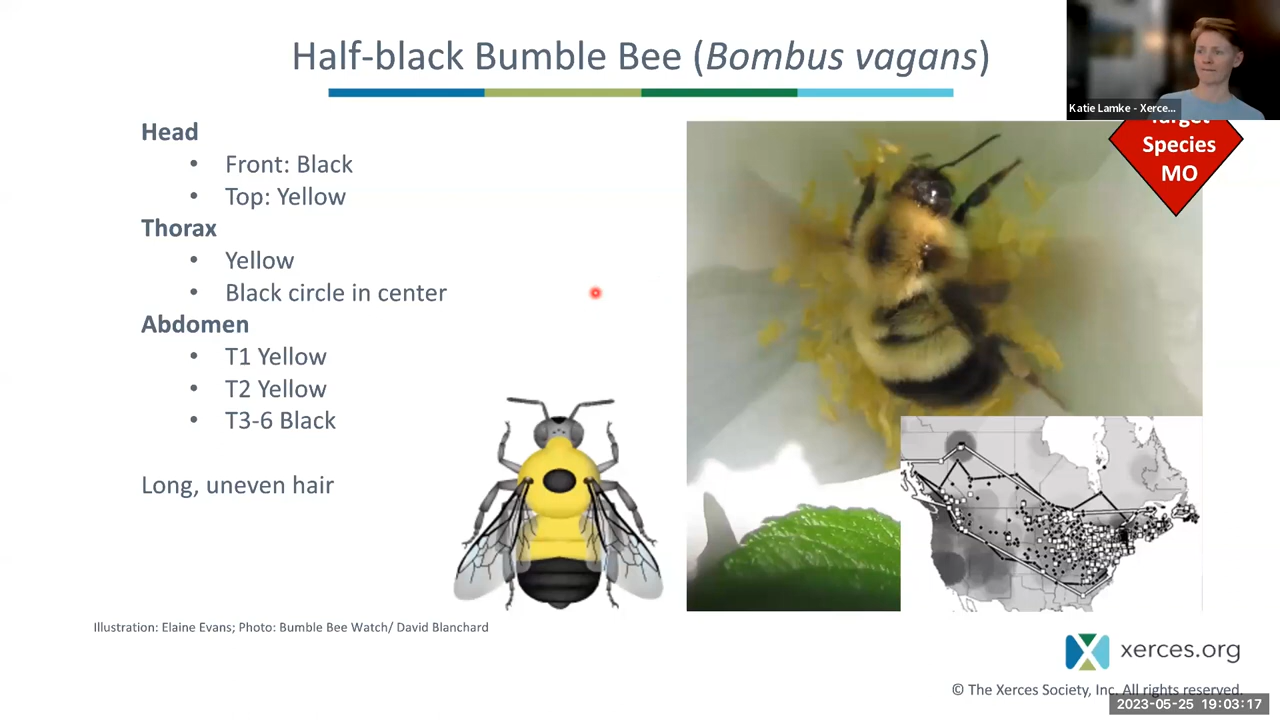 Half-black Bumble Bee (Bombus vagans)
Katie Lamke - Xerce...
Target
Species
MO
Head
• Front: Black
• Top: Yellow
Thorax
• Yellow
• Black circle in center
Abdomen
• T1 Yellow
• T2 Yellow
• T3-6 Black
Long, uneven hair
Illustration: Elaine Evans; Photo: Bumble Bee Watch/ David Blanchard
xerces.org
© The Xerces Society, Inc. All rights reserved.
2023-05-25 19:03:17